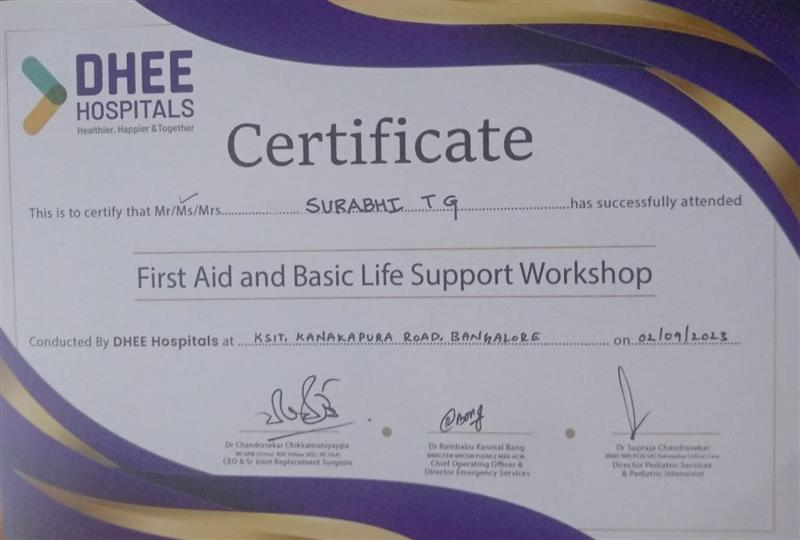 DHEE
HOSPITALS
Healthier, Happier & Together
Certificate
This is to certify that Mr/Ms/Mrs.................... SURABHI T G ............................has successfully attended
First Aid and Basic Life Support Workshop
Conducted By DHEE Hospitals at ....KSIT, KANAKAPURA ROAD, BANGALORE.................. on 02/09/2023
Dr Chandrasekar Chikkamuniyappa
CEO & Sr Joint Replacement Surgeon
Dr Rambabu Kanmal Bang
Chief Operating Officer &
Director Emergency Services
Dr Supraja Chandrasekar
Director Pediatric Services
& Pediatric Intensivist